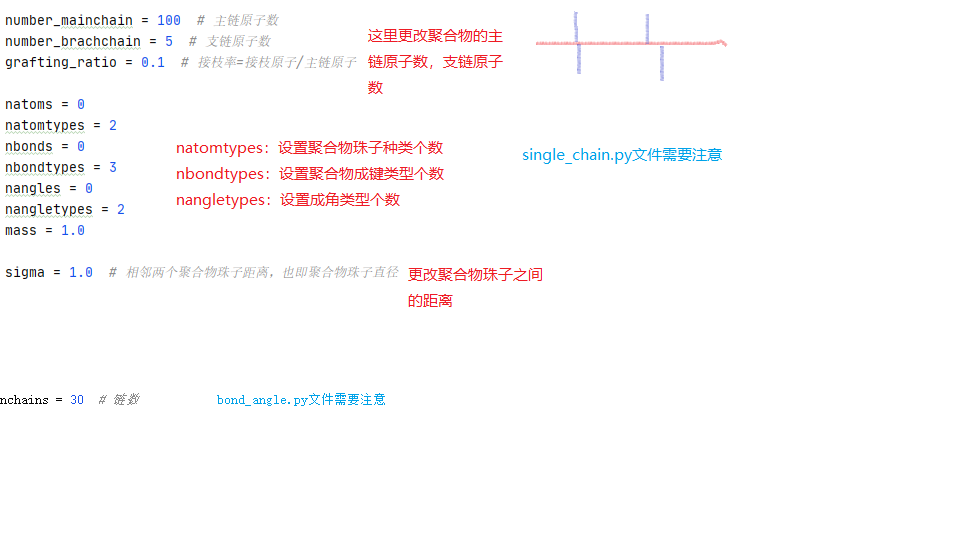 number_mainchain = 100  # 主链原子数
number_brachchain = 5  # 支链原子数
grafting_ratio = 0.1  # 接枝率=接枝原子/主链原子
这里更改聚合物的主
链原子数，支链原子
数
natoms = 0
natomtypes = 2
nbonds = 0
nbondtypes = 3
nangles = 0
nangletypes = 2
mass = 1.0
natomtypes：设置聚合物珠子种类个数
nbondtypes：设置聚合物成键类型个数
nangletypes：设置成角类型个数
single_chain.py文件需要注意
sigma = 1.0  # 相邻两个聚合物珠子距离，也即聚合物珠子直径
更改聚合物珠子之间
的距离
nchains = 30  # 链数
bond_angle.py文件需要注意